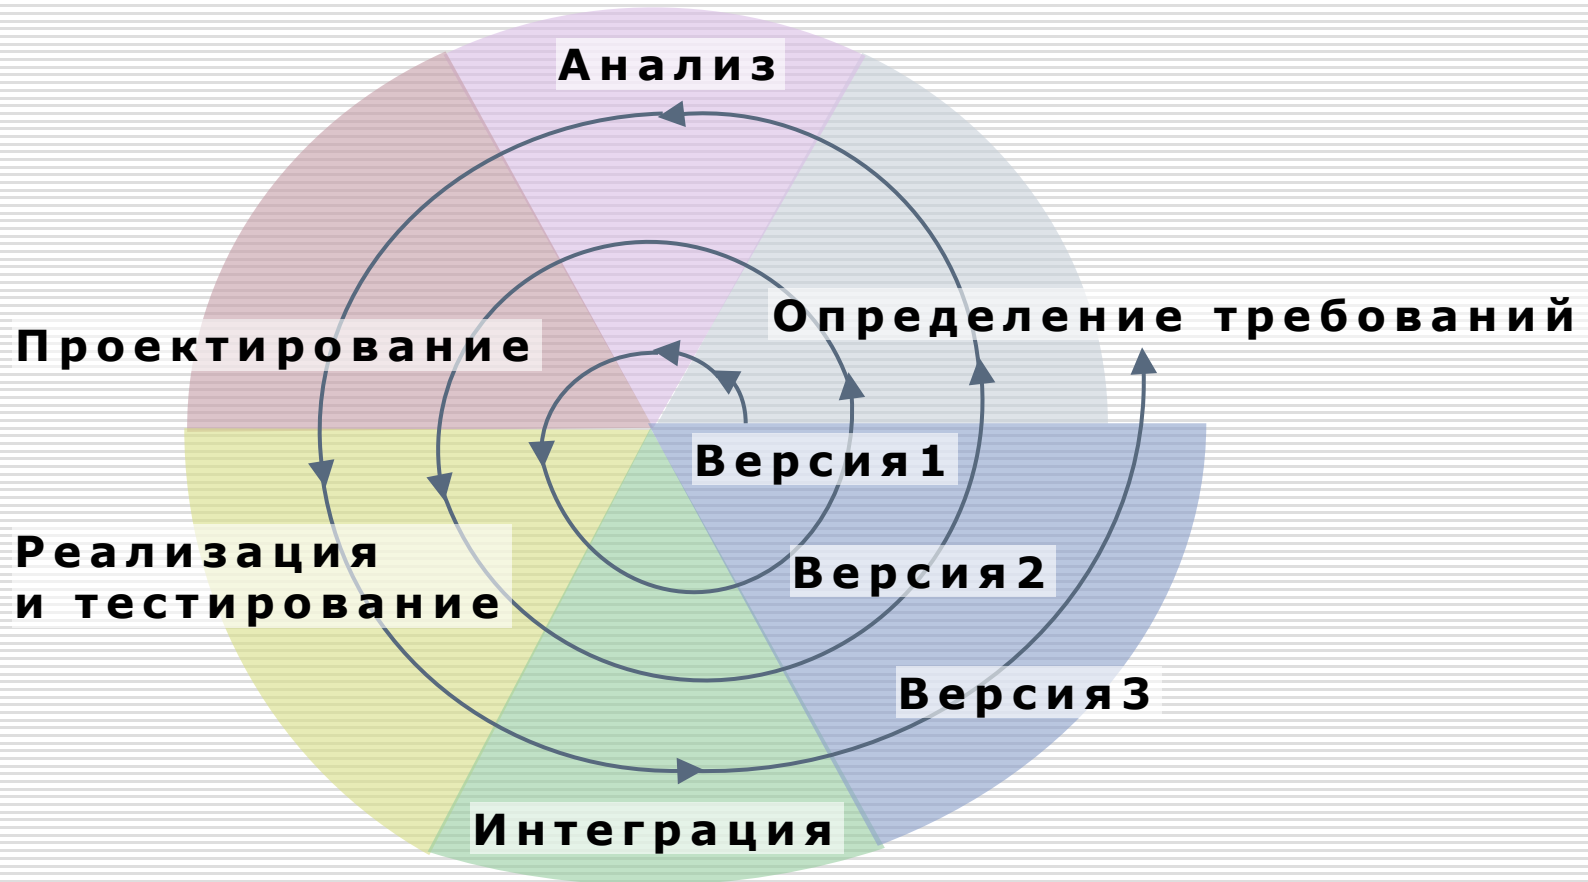 Анализ
Определение требований
Проектирование
Версия1
Реализация
и тестирование
Версия2
Версия3
Интеграция